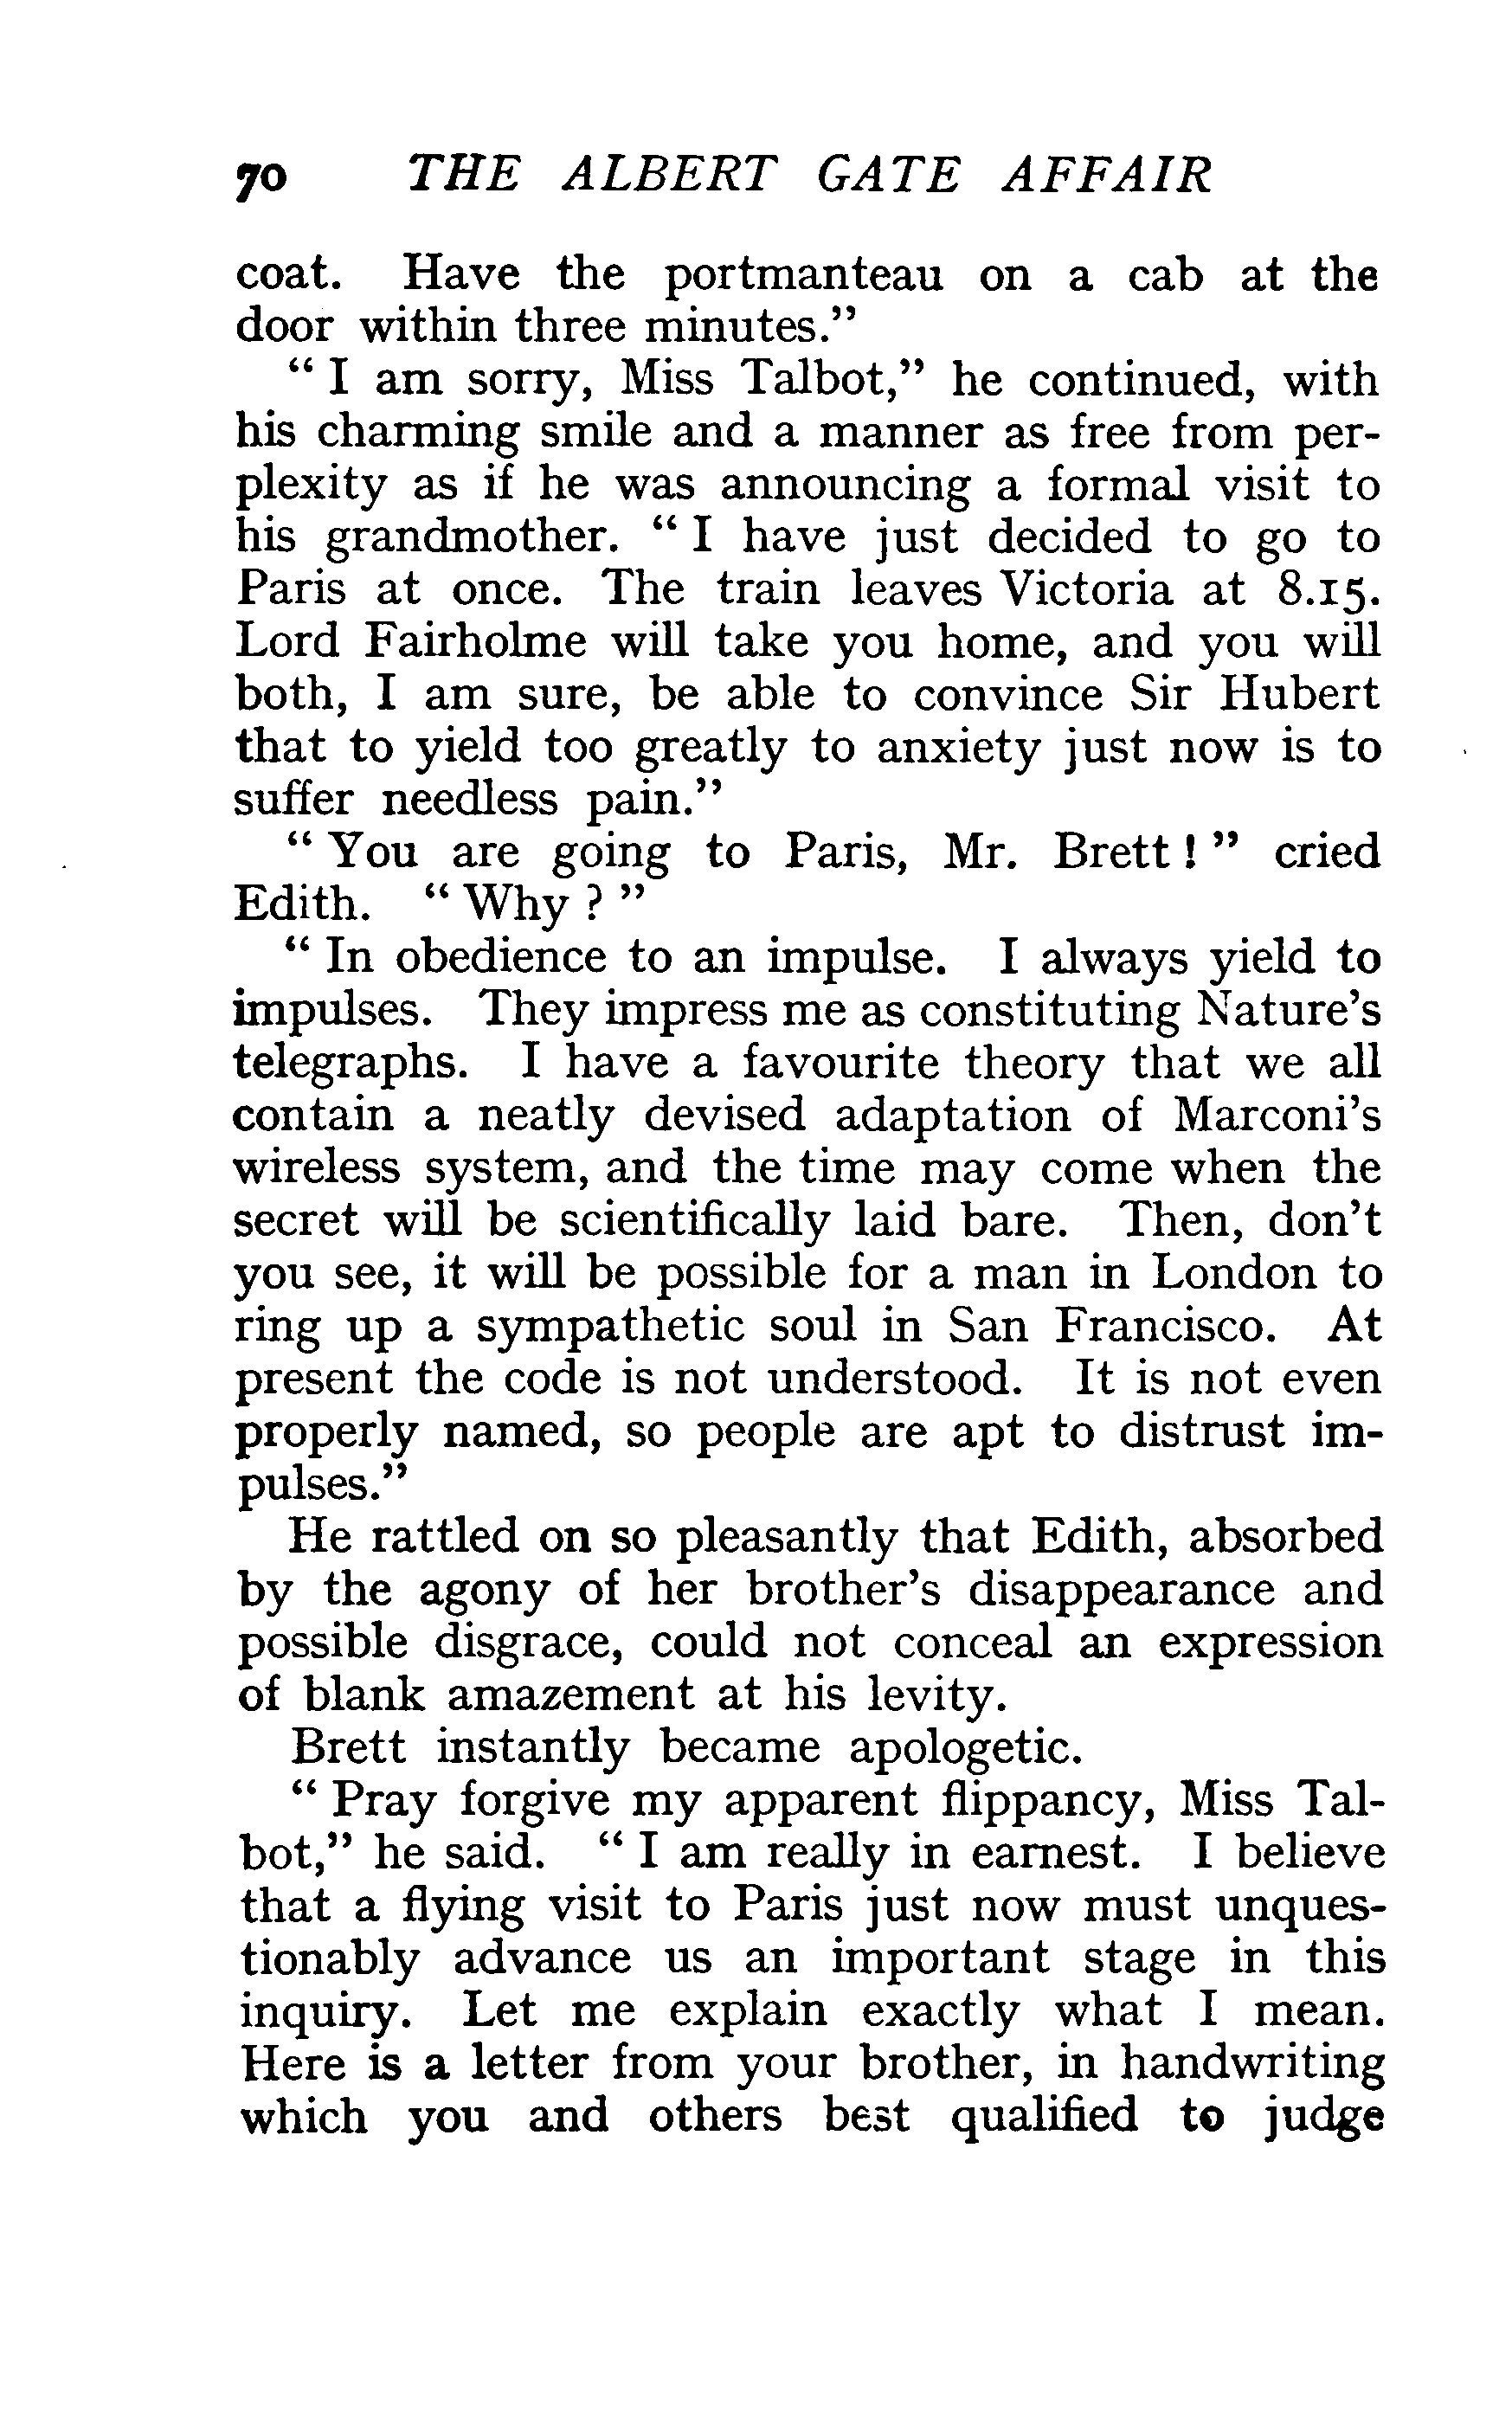 70 THE ALBERT GATE AFFAIR
coat. Have the portmanteau on a cab at the
door within three minutes."
" I am sorry, Miss Talbot," he continued, with
his charming smile and a manner as free from per-
plexity as if he was announcing a formal visit to
his grandmother. " I have just decided to go to
Paris at once. The train leaves Victoria at 8.15.
Lord Fairholme will take you home, and you will
both, I am sure, be able to convince Sir Hubert
that to yield too greatly to anxiety just now is to
suffer needless pain."
" You are going to Paris, Mr. Brett ! " cried
Edith. " Why ? "
" In obedience to an impulse. I always yield to
impulses. They impress me as constituting Nature's
telegraphs. I have a favourite theory that we all
contain a neatly devised adaptation of Marconi's
wireless system, and the time may come when the
secret will be scientifically laid bare. Then, don't
you see, it will be possible for a man in London to
ring up a sympathetic soul in San Francisco. At
present the code is not understood. It is not even
properly named, so people are apt to distrust im-
pulses."
He rattled on so pleasantly that Edith, absorbed
by the agony of her brother's disappearance and
possible disgrace, could not conceal an expression
of blank amazement at his levity.
Brett instantly became apologetic.
" Pray forgive my apparent flippancy, Miss Tal-
bot," he said. " I am really in earnest. I believe
that a flying visit to Paris just now must unques-
tionably advance us an important stage in this
inquiry. Let me explain exactly what I mean.
Here is a letter from your brother, in handwriting
which you and others best qualified to judge